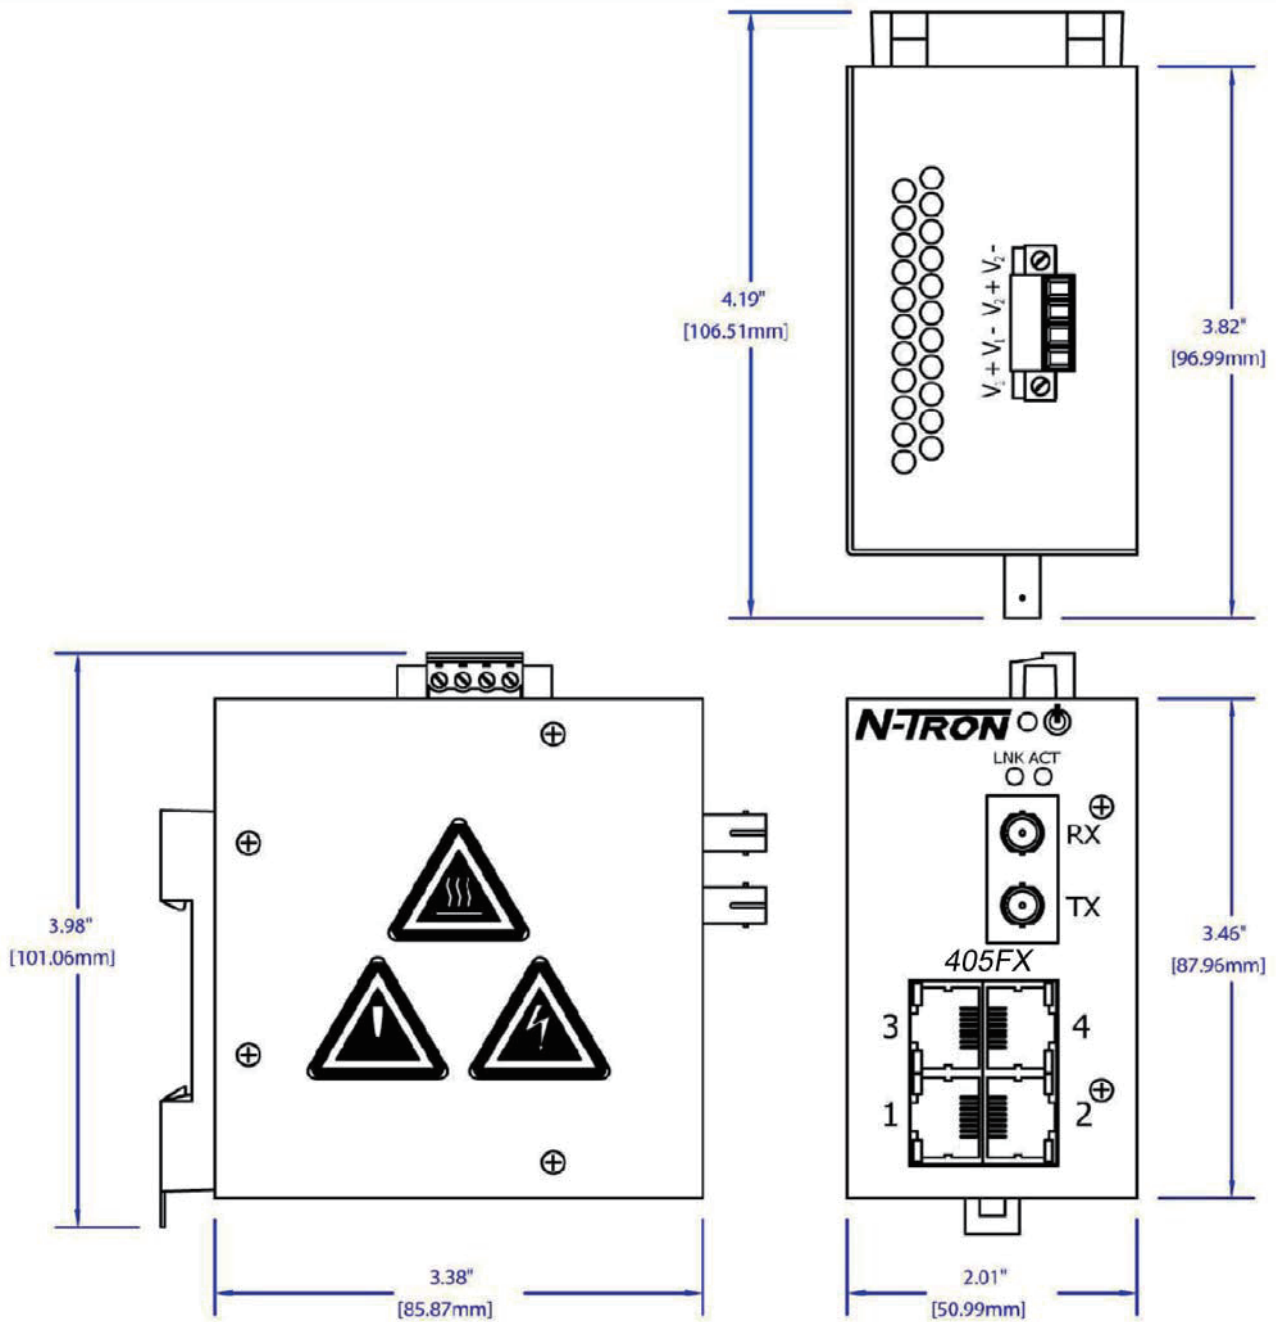 4.19"
[106.51mm]
V₁ + V₁ - V₂ + V₂ -
3.82"
[96.99mm]
3.98"
[101.06mm]
N-TRON
LNK ACT
RX
TX
405FX
3
4
1
2
3.46"
[87.96mm]
3.38"
[85.87mm]
2.01"
[50.99mm]